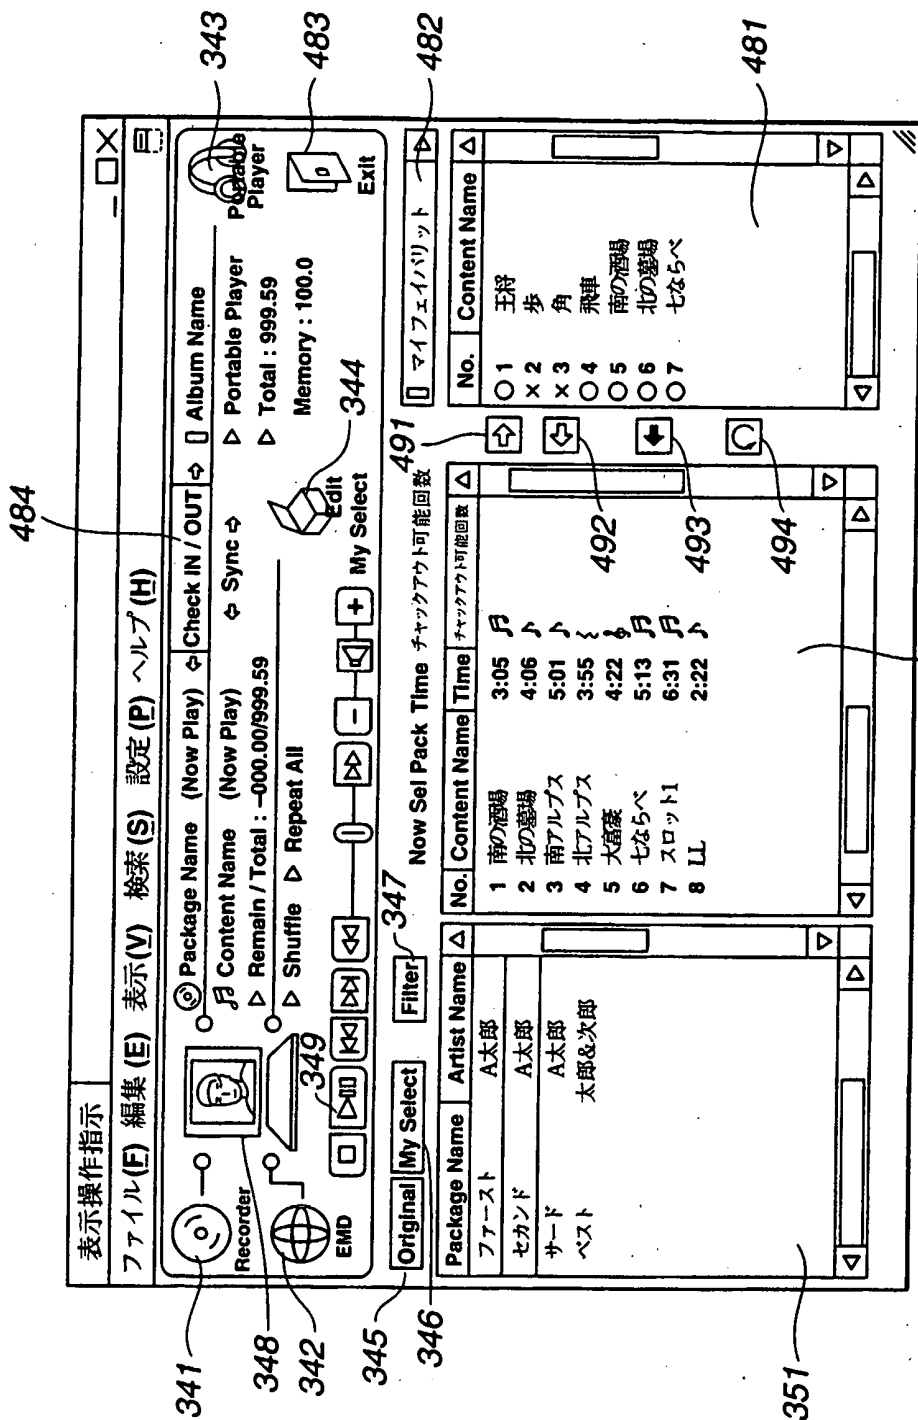 484
表示操作指示
ファイル(F) 編集(E) 表示(V) 検索(S) 設定(P) ヘルプ(H)
341
Recorder
348
342
EMD
349
Package Name (Now Play) Check IN / OUT Album Name
Content Name (Now Play) Sync Portable Player
Remain / Total : –000.00/999.59 Total : 999.59
Shuffle Repeat All Memory : 100.0
Edit
344
My Select
Portable Player
343
Exit
483
345
Original My Select
346
Filter
347
Now Sel Pack Time チャックアウト可能回数
マイフェイバリット
482
Package Name Artist Name
ファースト A太郎
セカンド A太郎
サード A太郎
ベスト 太郎&次郎
351
No. Content Name Time チャックアウト可能回数
1 南の酒場 3:05
2 北の墓場 4:06
3 南アルプス 5:01
4 北アルプス 3:55
5 大富豪 4:22
6 七ならべ 5:13
7 スロット1 6:31
8 LL 2:22
491
492
493
494
No. Content Name
○1 王将
×2 歩
×3 角
○4 飛車
○5 南の酒場
○6 北の墓場
○7 七ならべ
481